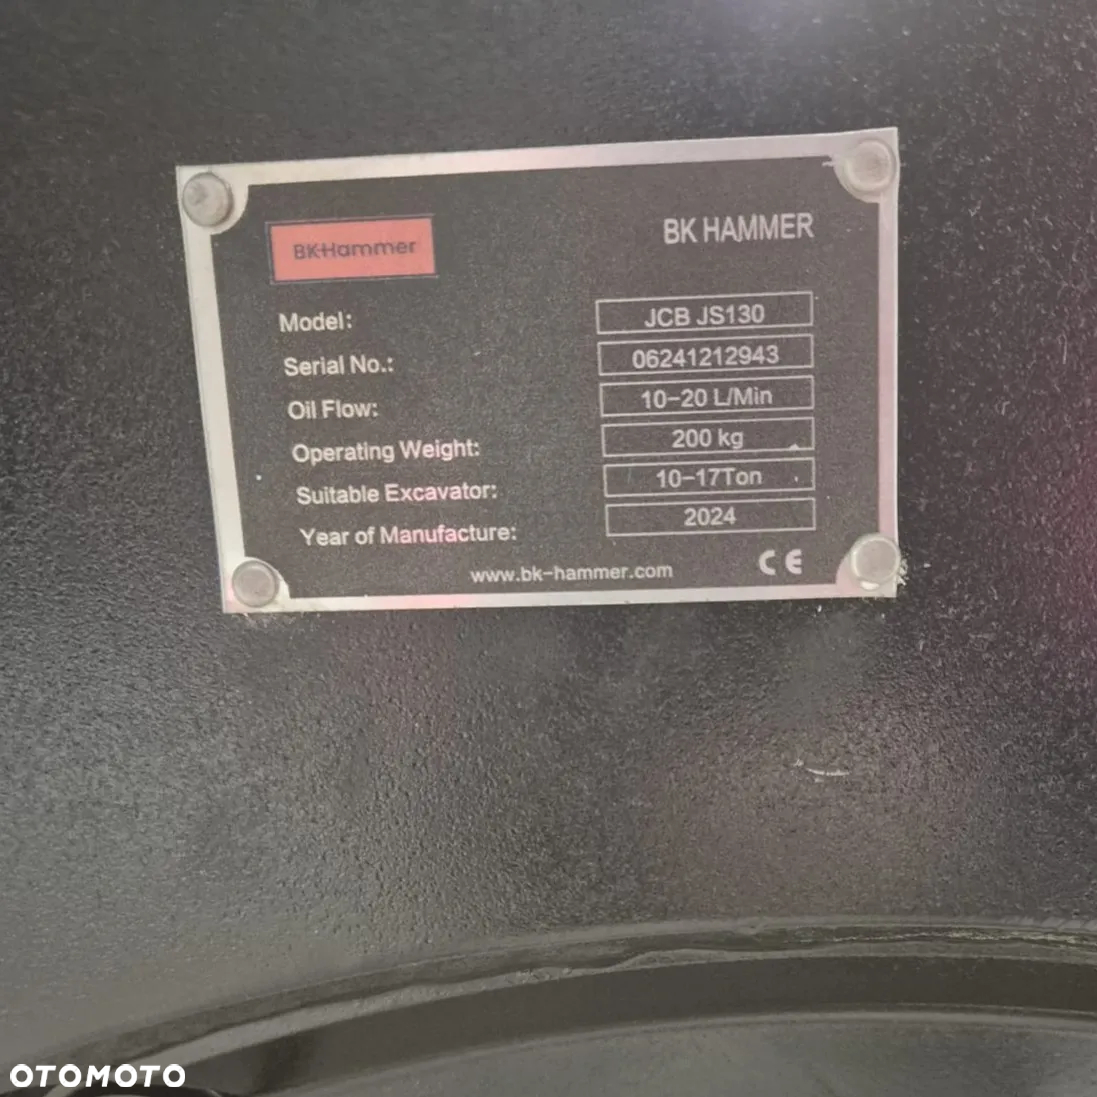 BK-Hammer
BK HAMMER
Model: JCB JS130
Serial No.: 06241212943
Oil Flow: 10-20 L/Min
Operating Weight: 200 kg
Suitable Excavator: 10-17Ton
Year of Manufacture: 2024
www.bk-hammer.com CE
OTOMOTO